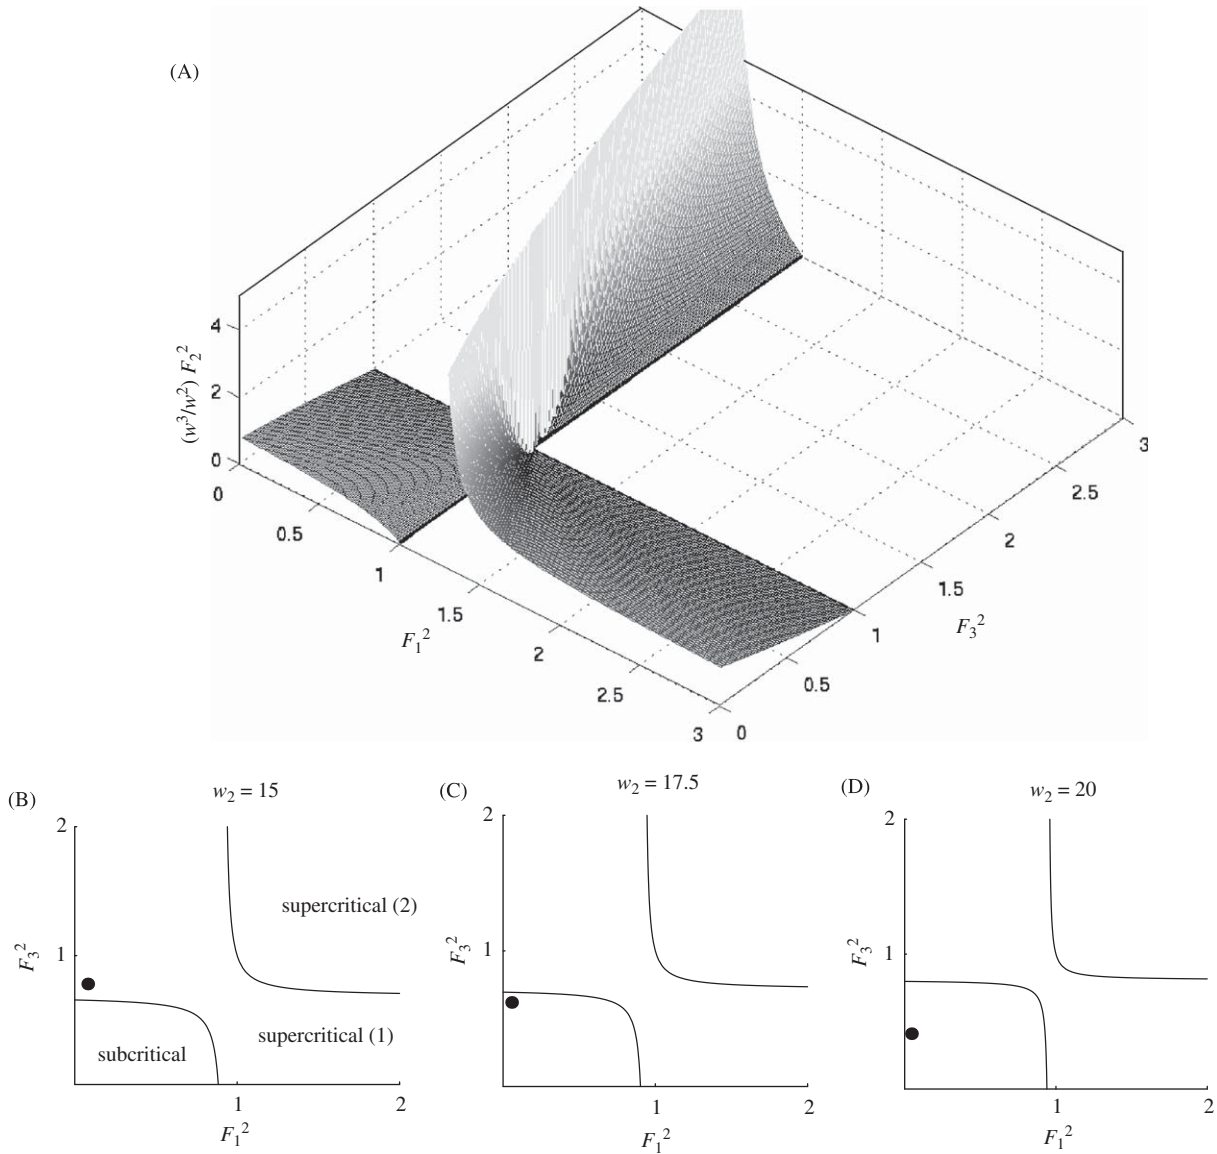 (A)
(w³/w²) F₂²
4
2
0
0
0.5
1
1.5
2
2.5
3
F₁²
0
0.5
1
1.5
2
2.5
3
F₃²
(B)
w₂ = 15
2
1
F₃²
supercritical (2)
supercritical (1)
subcritical
1
2
F₁²
(C)
w₂ = 17.5
2
1
F₃²
1
2
F₁²
(D)
w₂ = 20
2
1
F₃²
1
2
F₁²